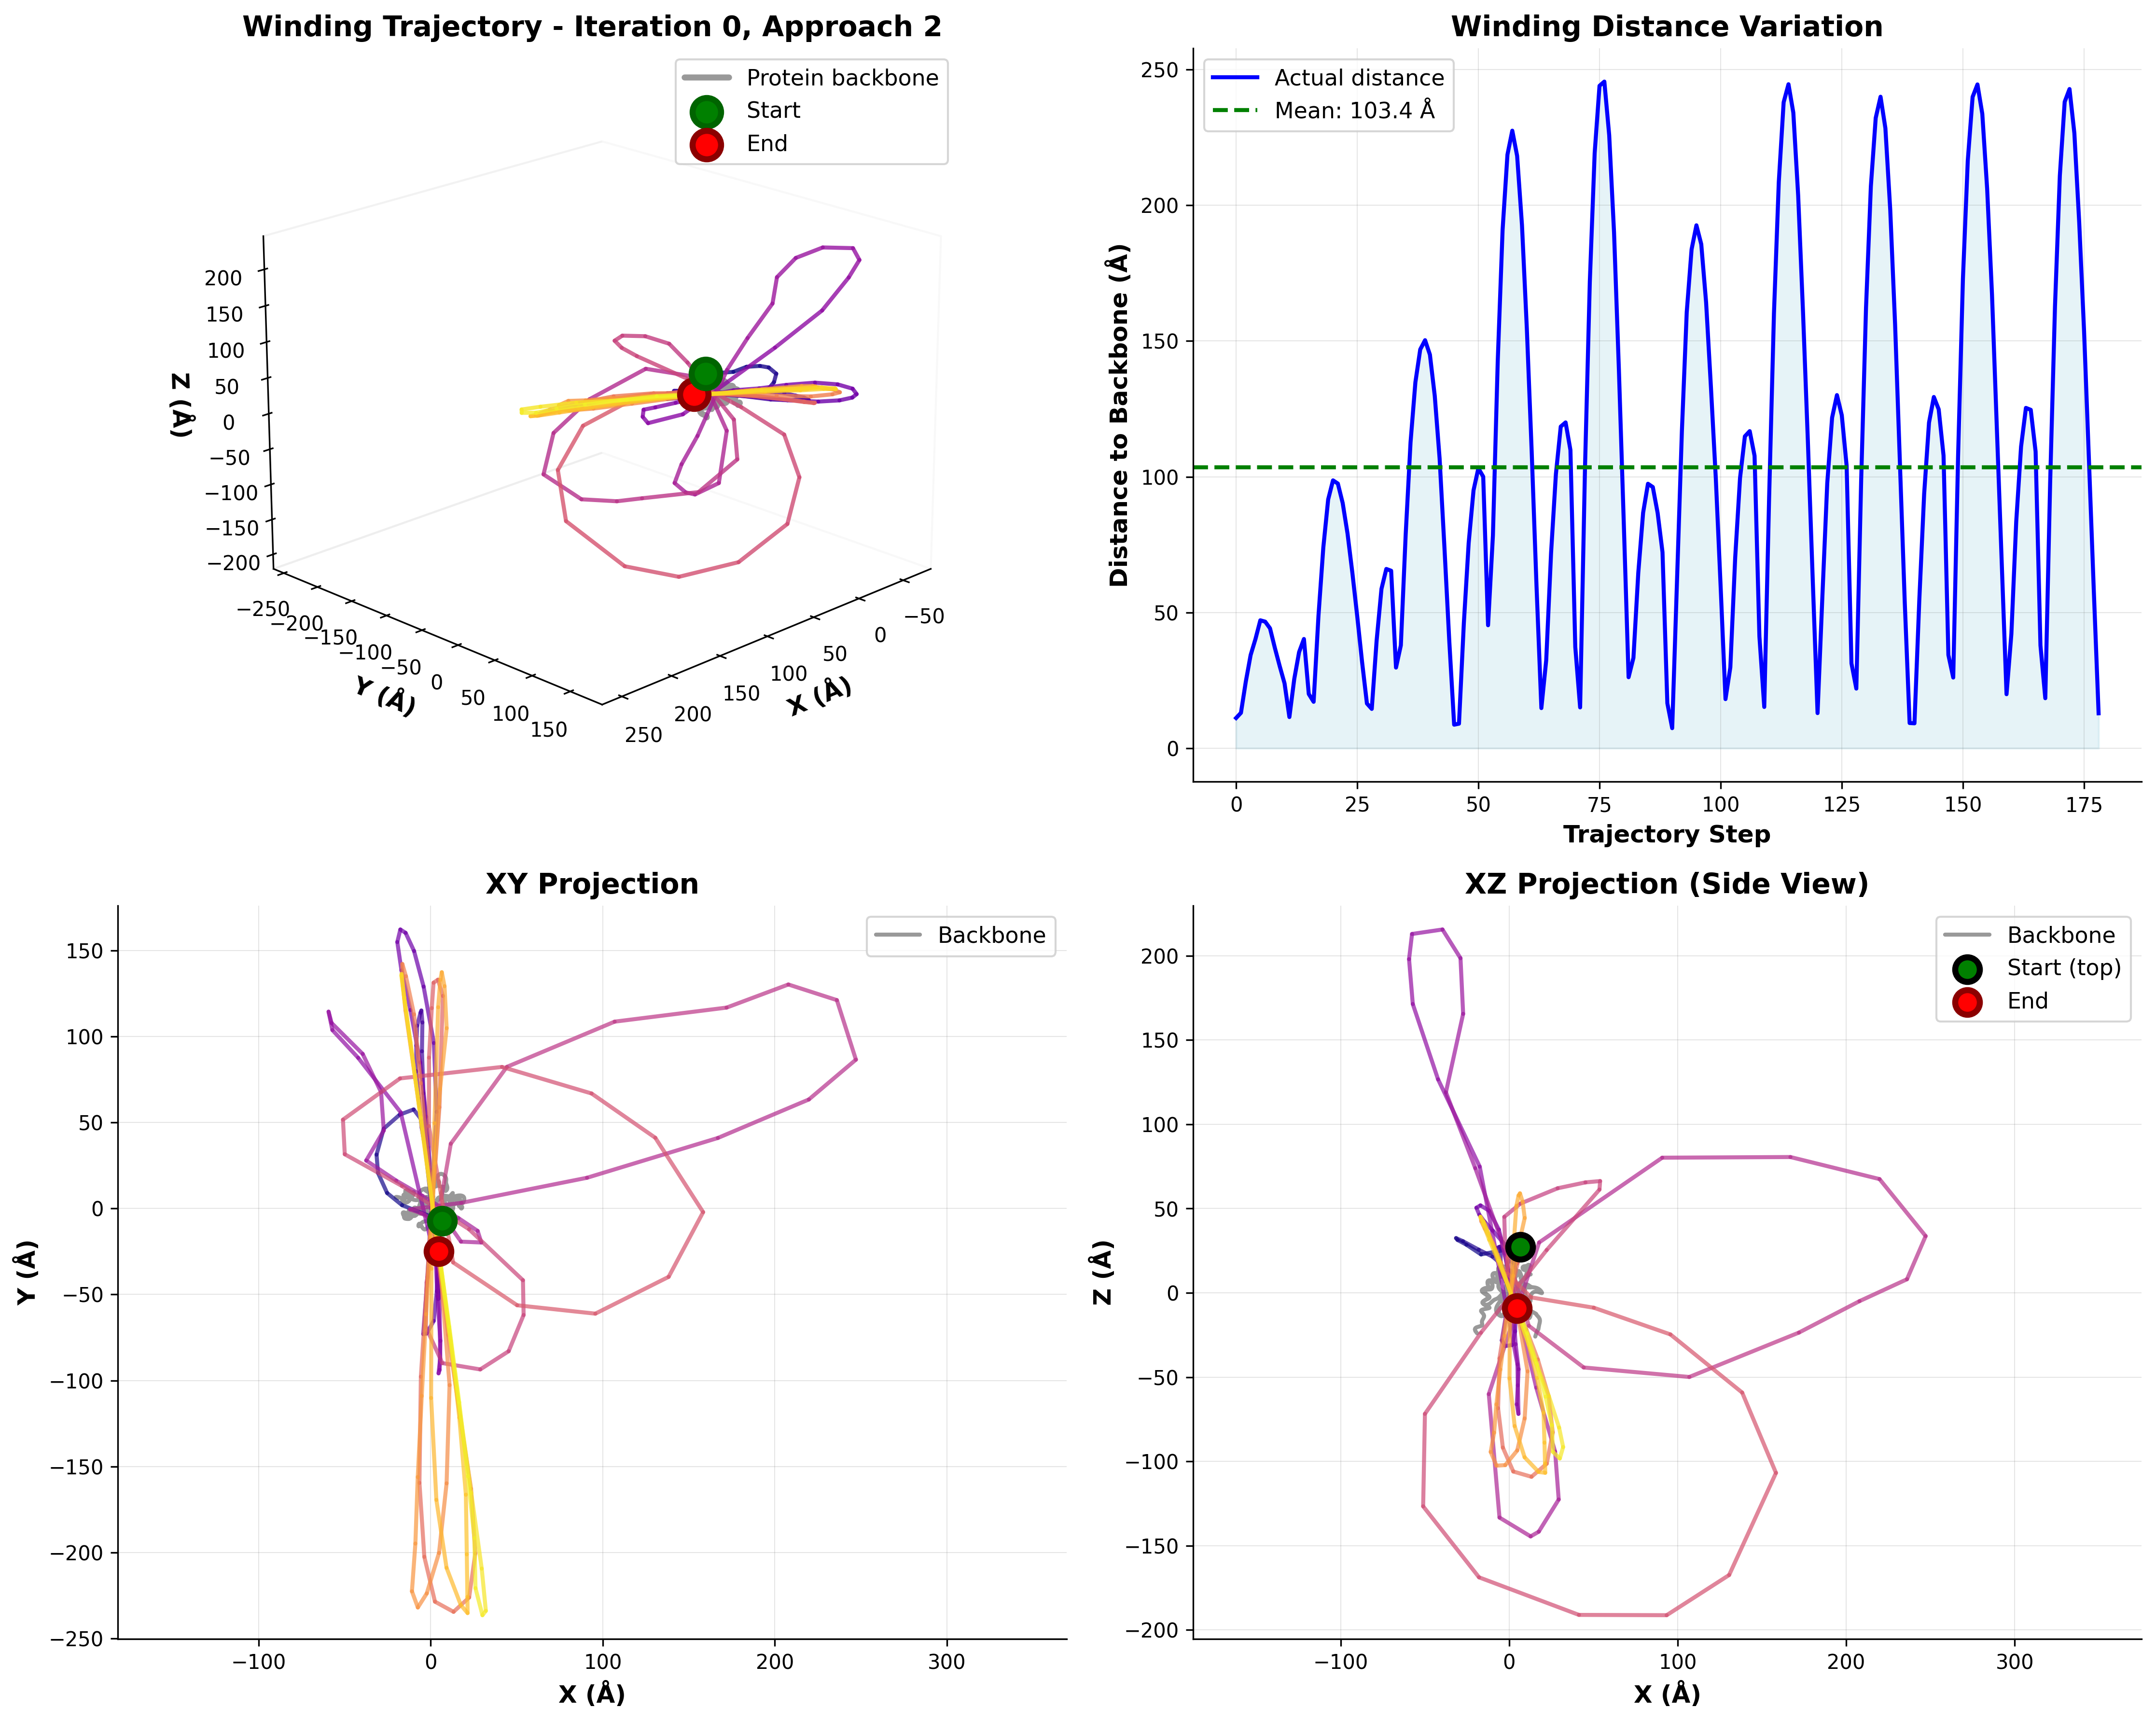 Winding Trajectory - Iteration 0, Approach 2
Protein backbone
Start
End
200
150
100
50
0
−50
−100
−150
−200
Z (Å)
−250
−200
−150
−100
−50
0
50
100
150
Y (Å)
250
200
150
100
50
0
−50
X (Å)
Winding Distance Variation
Actual distance
Mean: 103.4 Å
250
200
150
100
50
0
Distance to Backbone (Å)
0 25 50 75 100 125 150 175
Trajectory Step
XY Projection
Backbone
150
100
50
0
−50
−100
−150
−200
−250
Y (Å)
−100 0 100 200 300
X (Å)
XZ Projection (Side View)
Backbone
Start (top)
End
200
150
100
50
0
−50
−100
−150
−200
Z (Å)
−100 0 100 200 300
X (Å)